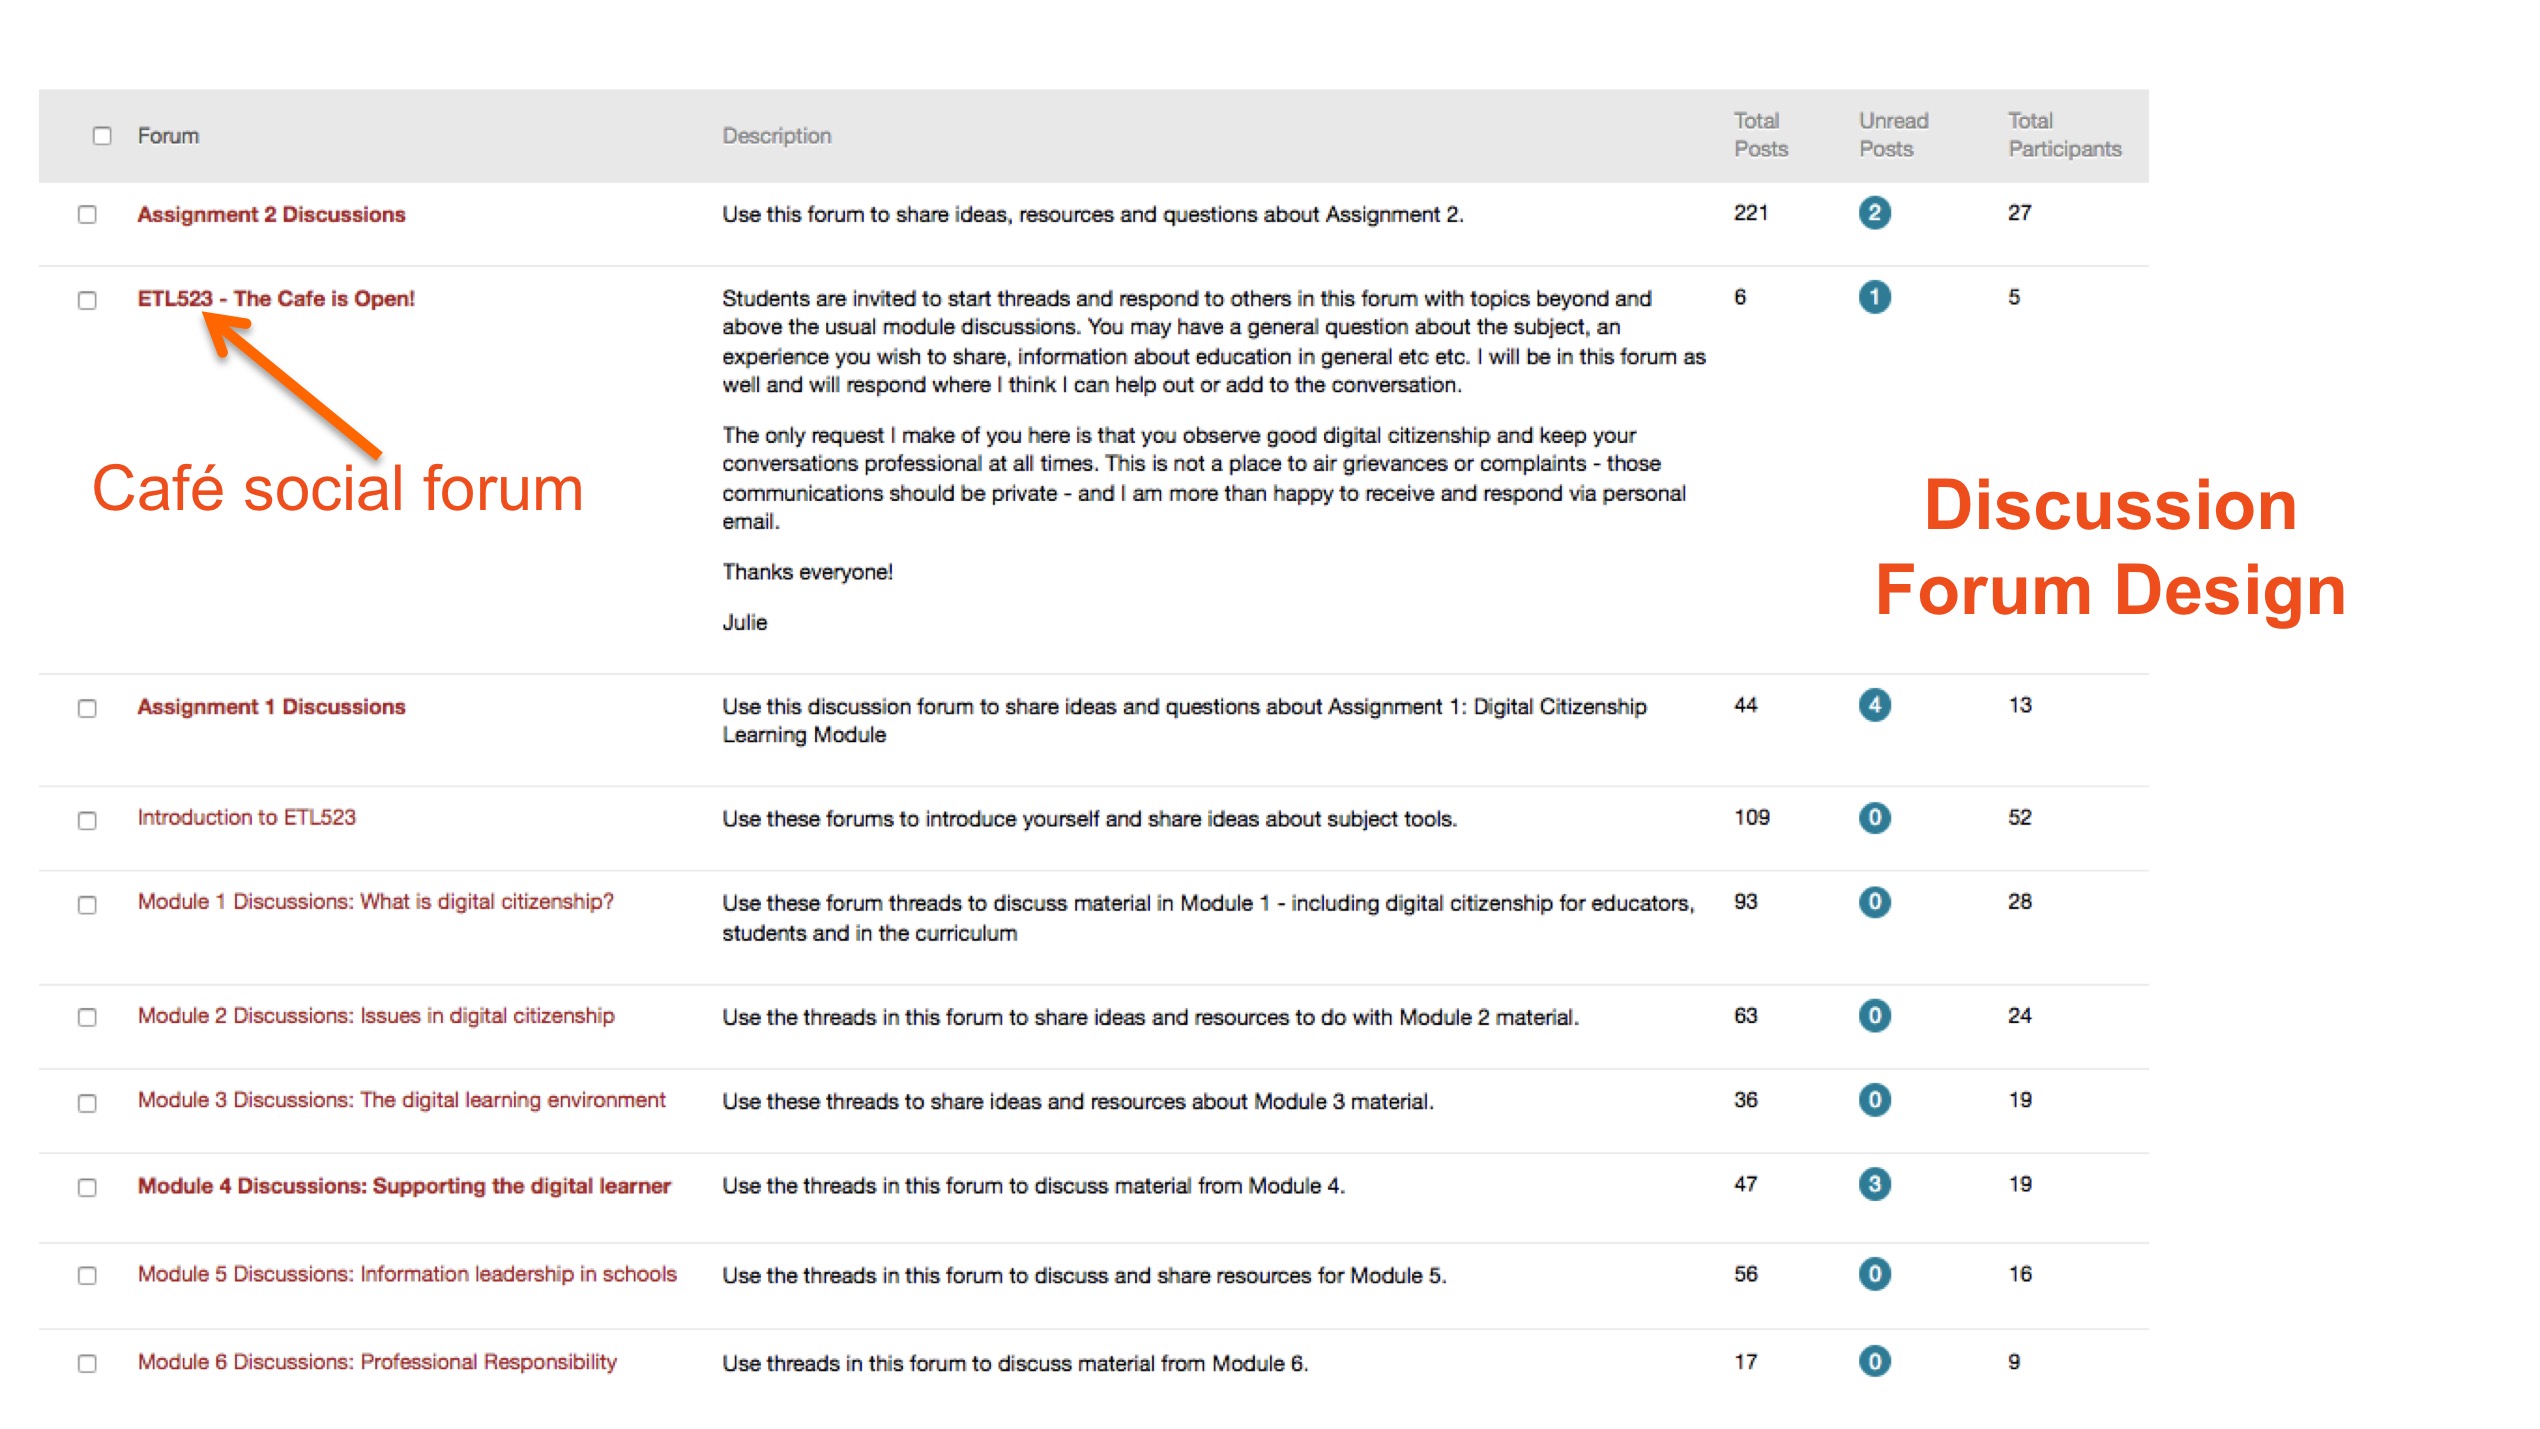 Forum Description Total Posts Unread Posts Total Participants
Assignment 2 Discussions Use this forum to share ideas, resources and questions about Assignment 2. 221 2 27
ETL523 - The Cafe is Open! Students are invited to start threads and respond to others in this forum with topics beyond and 6 1 5
above the usual module discussions. You may have a general question about the subject, an
experience you wish to share, information about education in general etc etc. I will be in this forum as
well and will respond where I think I can help out or add to the conversation.
The only request I make of you here is that you observe good digital citizenship and keep your
conversations professional at all times. This is not a place to air grievances or complaints - those
communications should be private - and I am more than happy to receive and respond via personal
email.
Thanks everyone!
Julie
Café social forum
Discussion
Forum Design
Assignment 1 Discussions Use this discussion forum to share ideas and questions about Assignment 1: Digital Citizenship 44 4 13
Learning Module
Introduction to ETL523 Use these forums to introduce yourself and share ideas about subject tools. 109 0 52
Module 1 Discussions: What is digital citizenship? Use these forum threads to discuss material in Module 1 - including digital citizenship for educators, 93 0 28
students and in the curriculum
Module 2 Discussions: Issues in digital citizenship Use the threads in this forum to share ideas and resources to do with Module 2 material. 63 0 24
Module 3 Discussions: The digital learning environment Use these threads to share ideas and resources about Module 3 material. 36 0 19
Module 4 Discussions: Supporting the digital learner Use the threads in this forum to discuss material from Module 4. 47 3 19
Module 5 Discussions: Information leadership in schools Use the threads in this forum to discuss and share resources for Module 5. 56 0 16
Module 6 Discussions: Professional Responsibility Use threads in this forum to discuss material from Module 6. 17 0 9